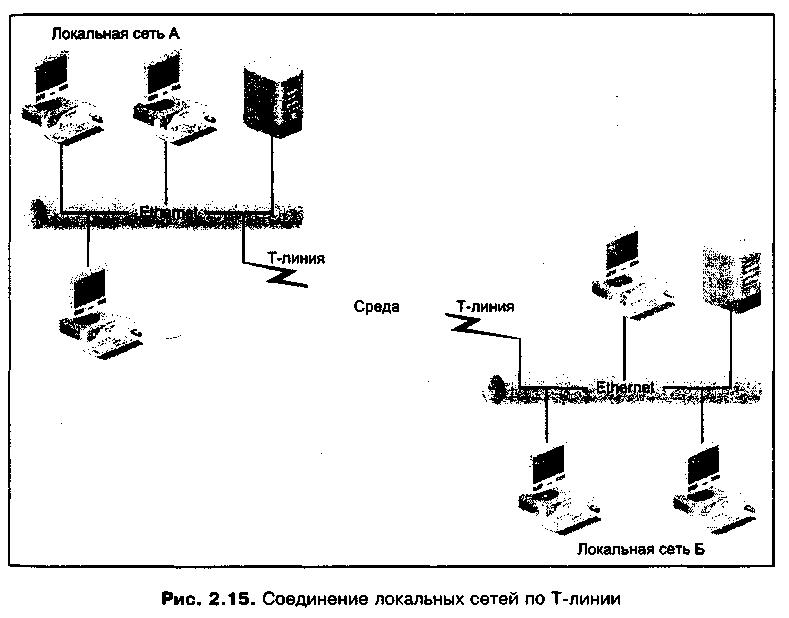 Локальная сеть А
Ethernet
Т-линия
Среда
Т-линия
Ethernet
Локальная сеть Б
Рис. 2.15. Соединение локальных сетей по Т-линии